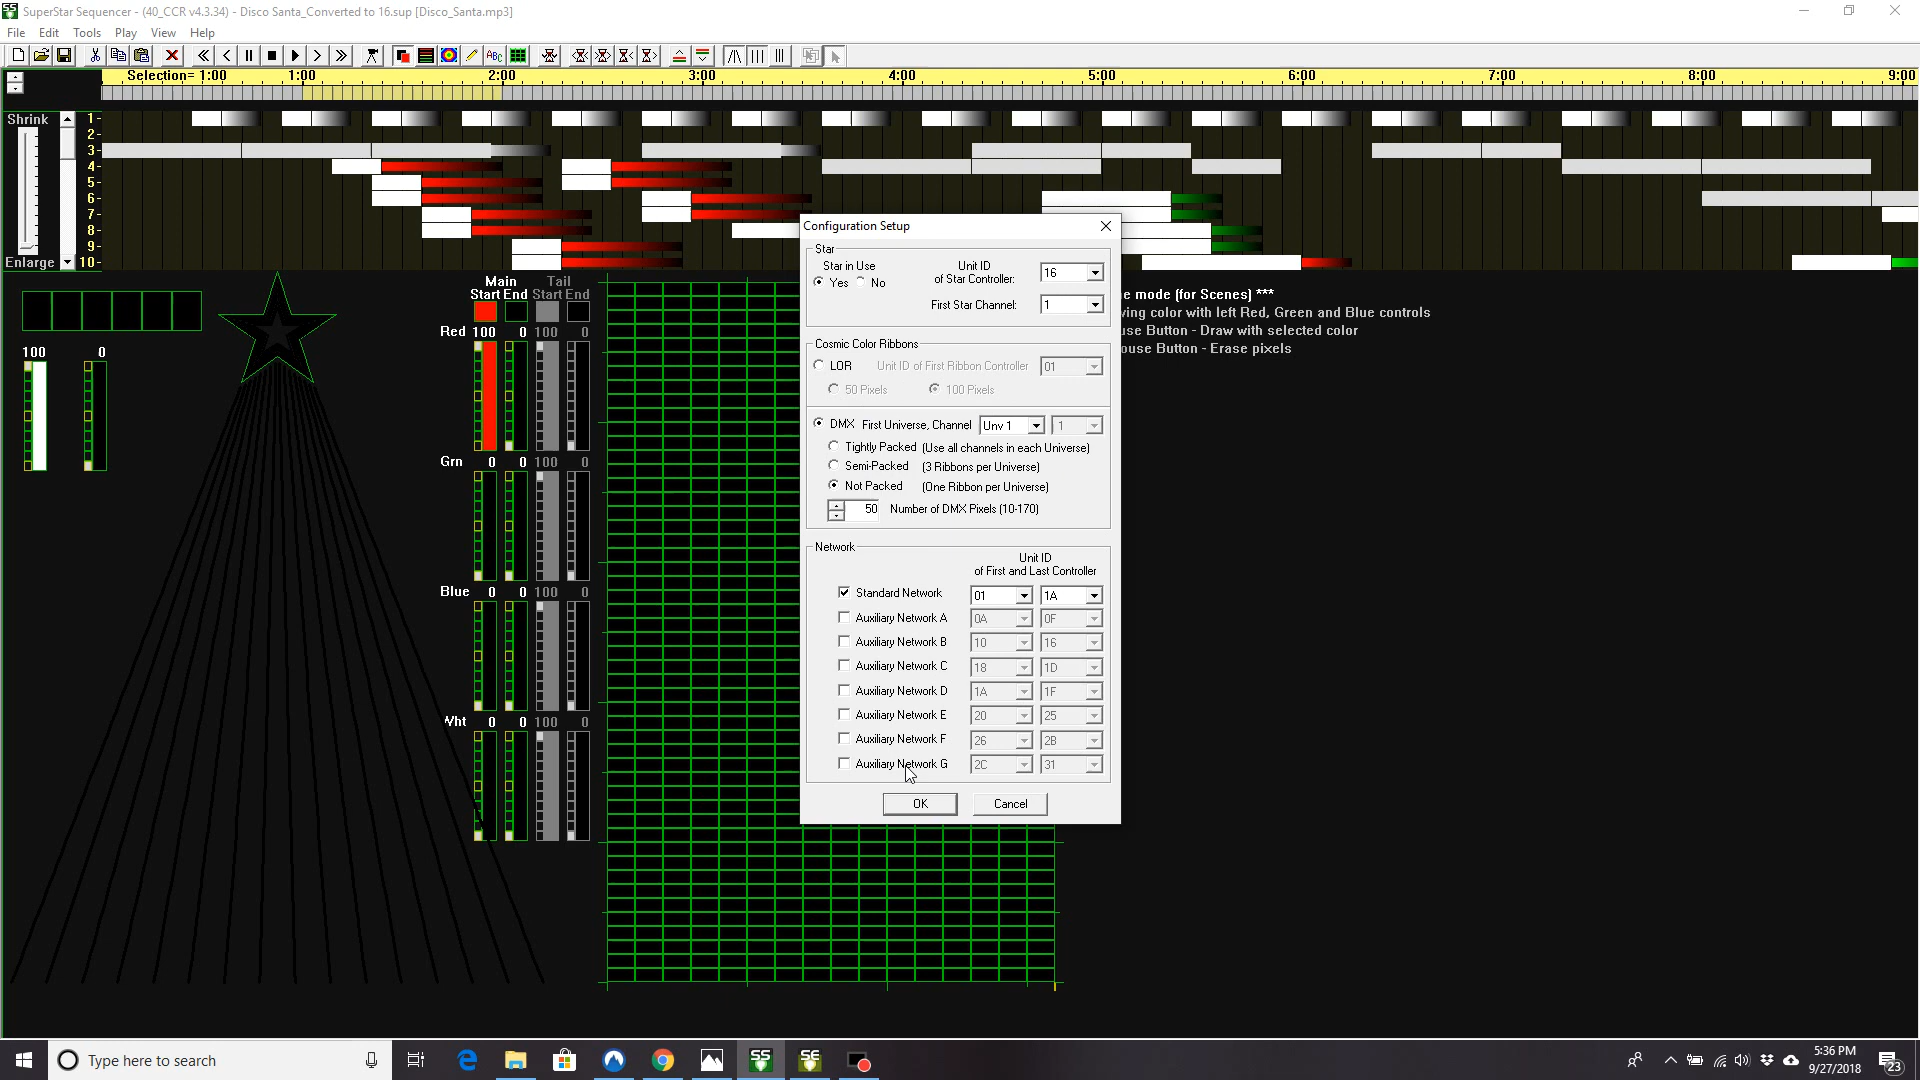 SuperStar Sequencer - (40_CCR v4.3.34) - Disco Santa_Converted to 16.sup [Disco_Santa.mp3]
File Edit Tools Play View Help
Abc
Selection= 1:00 1:00 2:00 3:00 4:00 5:00 6:00 7:00 8:00 9:00
Shrink
Enlarge
1-
2-
3-
4-
5-
6-
7-
8-
9-
10-
100 0
Main Tail
Start End Start End
Red 100 0 100 0
Grn 0 0 100 0
Blue 0 0 100 0
Wht 0 0 100 0
e mode (for Scenes) ***
ving color with left Red, Green and Blue controls
use Button - Draw with selected color
ouse Button - Erase pixels
Configuration Setup
Star
Star in Use
Yes No
Unit ID
of Star Controller: 16
First Star Channel: 1
Cosmic Color Ribbons
LOR Unit ID of First Ribbon Controller 01
50 Pixels 100 Pixels
DMX First Universe, Channel Unv 1 1
Tightly Packed (Use all channels in each Universe)
Semi-Packed (3 Ribbons per Universe)
Not Packed (One Ribbon per Universe)
50 Number of DMX Pixels (10-170)
Network
Unit ID
of First and Last Controller
Standard Network 01 1A
Auxiliary Network A 0A 0F
Auxiliary Network B 10 16
Auxiliary Network C 18 1D
Auxiliary Network D 1A 1F
Auxiliary Network E 20 25
Auxiliary Network F 26 2B
Auxiliary Network G 2C 31
OK Cancel
Type here to search
SS
SE
5:36 PM
9/27/2018
23